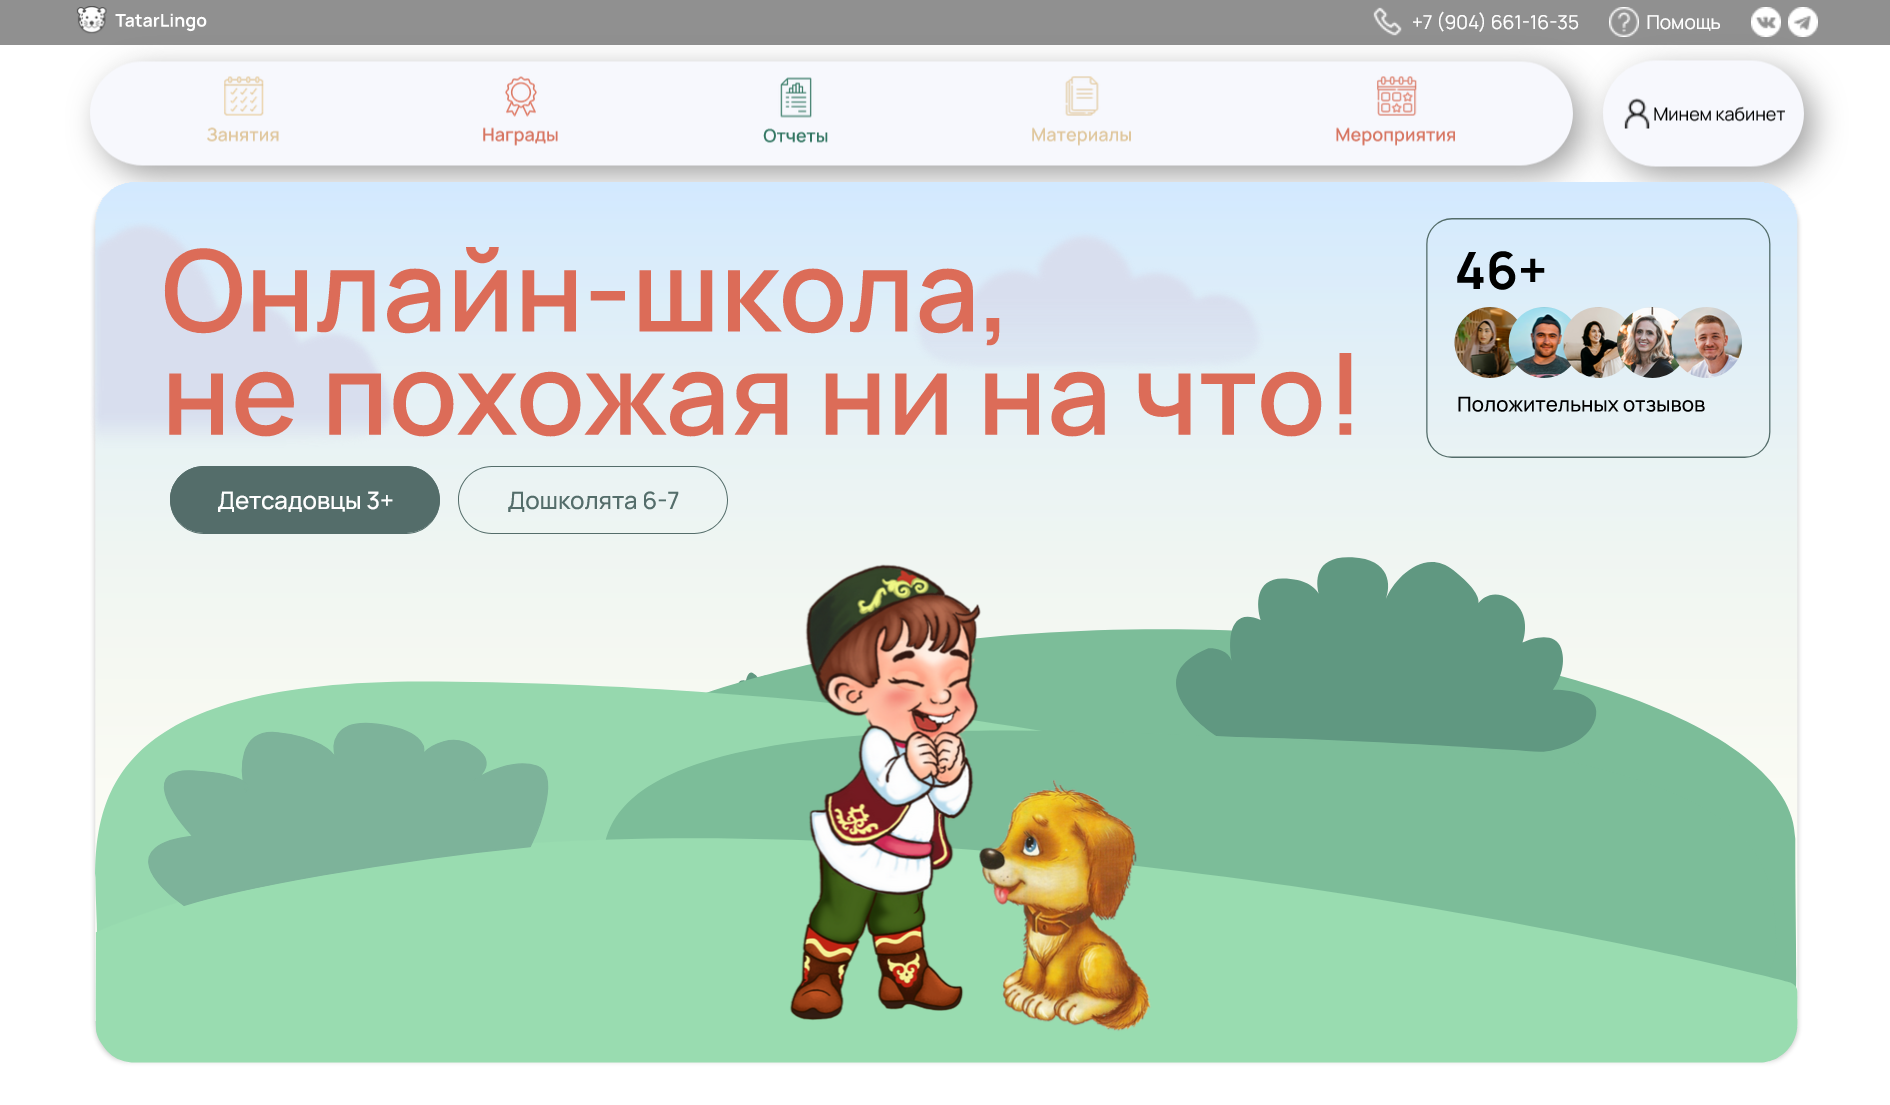 TatarLingo
+7 (904) 661-16-35
Помощь
Занятия
Награды
Отчеты
Материалы
Мероприятия
Минем кабинет
Онлайн-школа,
не похожая ни на что!
46+
Положительных отзывов
Детсадовцы 3+
Дошколята 6-7